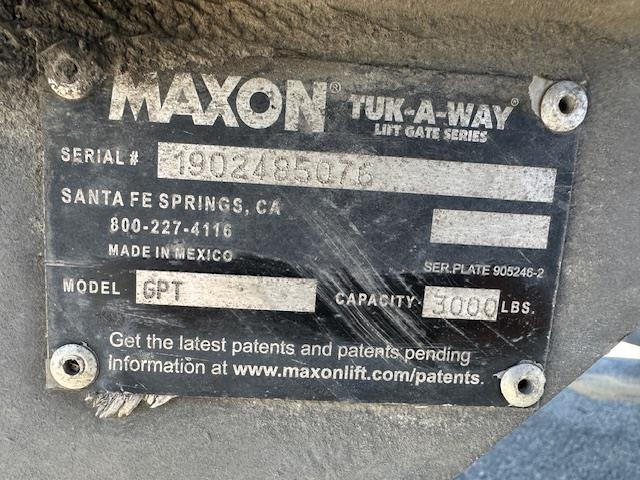 MAXON® TUK-A-WAY®
LIFT GATE SERIES
SERIAL # 1902485076
SANTA FE SPRINGS, CA
800-227-4116
MADE IN MEXICO
SER.PLATE 905246-2
MODEL GPT CAPACITY 3000 LBS.
Get the latest patents and patents pending
information at www.maxonlift.com/patents.